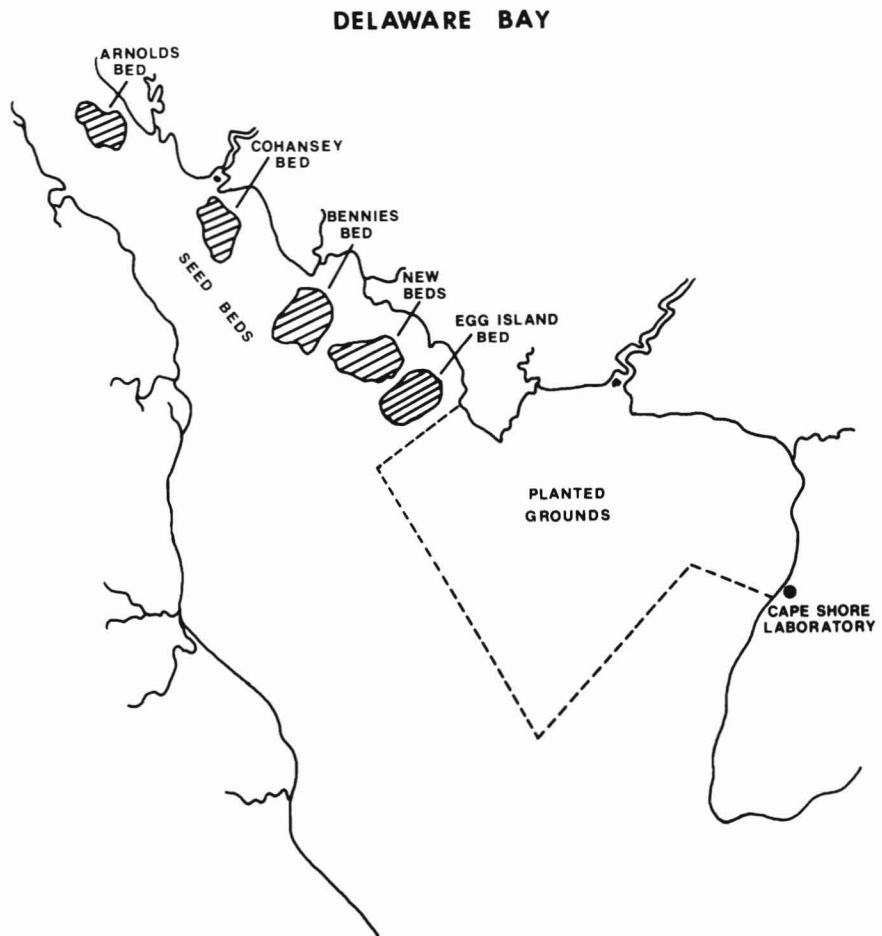 DELAWARE BAY
ARNOLDS
BED
COHANSEY
BED
BENNIES
BED
NEW
BEDS
EGG ISLAND
BED
SEED BEDS
PLANTED
GROUNDS
CAPE SHORE
LABORATORY